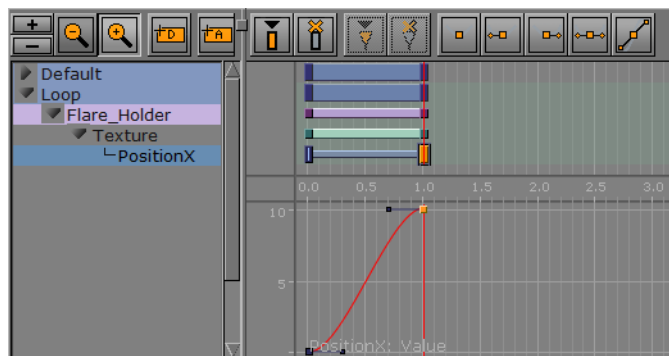 +
-
D
A
Default
Loop
Flare_Holder
Texture
PositionX
0.0 0.5 1.0 1.5 2.0 2.5 3.0
10
5
PositionX: Value